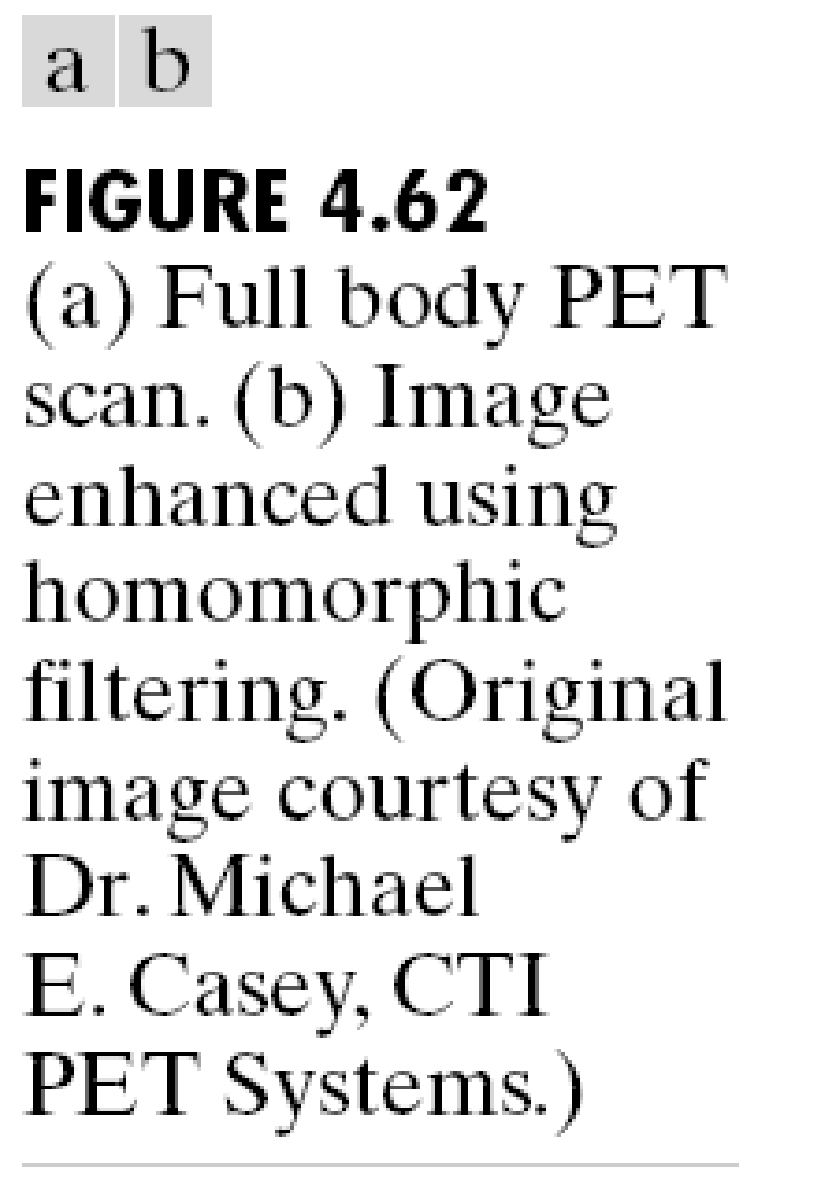 a b
FIGURE 4.62
(a) Full body PET
scan. (b) Image
enhanced using
homomorphic
filtering. (Original
image courtesy of
Dr. Michael
E. Casey, CTI
PET Systems.)